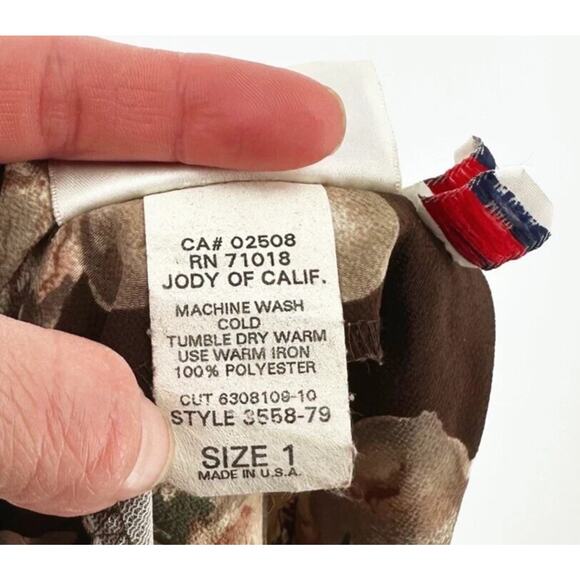 CA# 02508
RN 71018
JODY OF CALIF.
MACHINE WASH
COLD
TUMBLE DRY WARM
USE WARM IRON
100% POLYESTER
CUT 6308109-10
STYLE 3558-79
SIZE 1
MADE IN U.S.A.